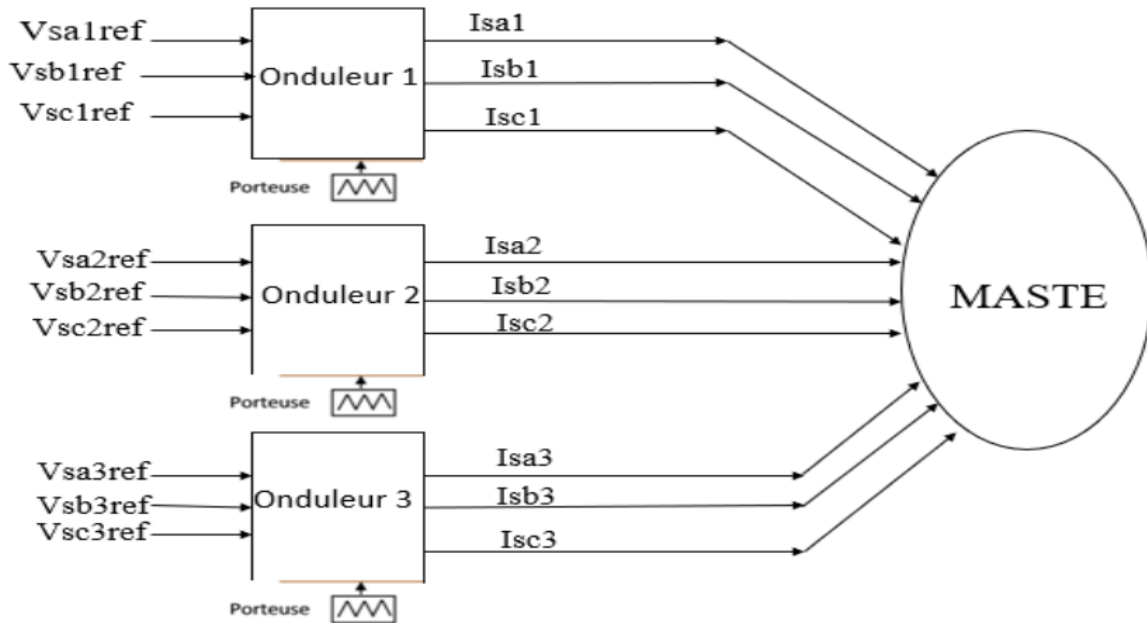 Vsa1ref
Vsb1ref
Vsc1ref
Onduleur 1
Isa1
Isb1
Isc1
Porteuse
Vsa2ref
Vsb2ref
Vsc2ref
Onduleur 2
Isa2
Isb2
Isc2
MASTE
Porteuse
Vsa3ref
Vsb3ref
Vsc3ref
Onduleur 3
Isa3
Isb3
Isc3
Porteuse